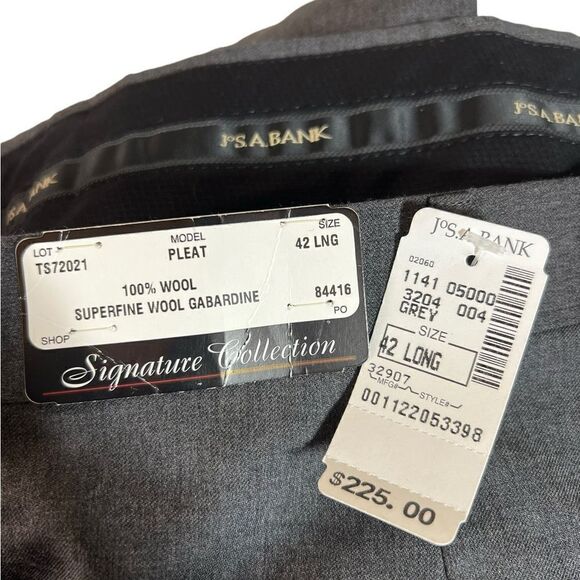 JoS.A.BANK
JoS.A.BAN
.S.A.BANK
LOT
TS72021
MODEL
PLEAT
SIZE
42 LNG
100% WOOL
SUPERFINE WOOL GABARDINE
84416
SHOP
PO
Signature Collection
JoS.A.BANK
02060
1141 05000
3204 004
GREY
SIZE
42 LONG
32907
MFG# STYLE#
001122053398
$225.00